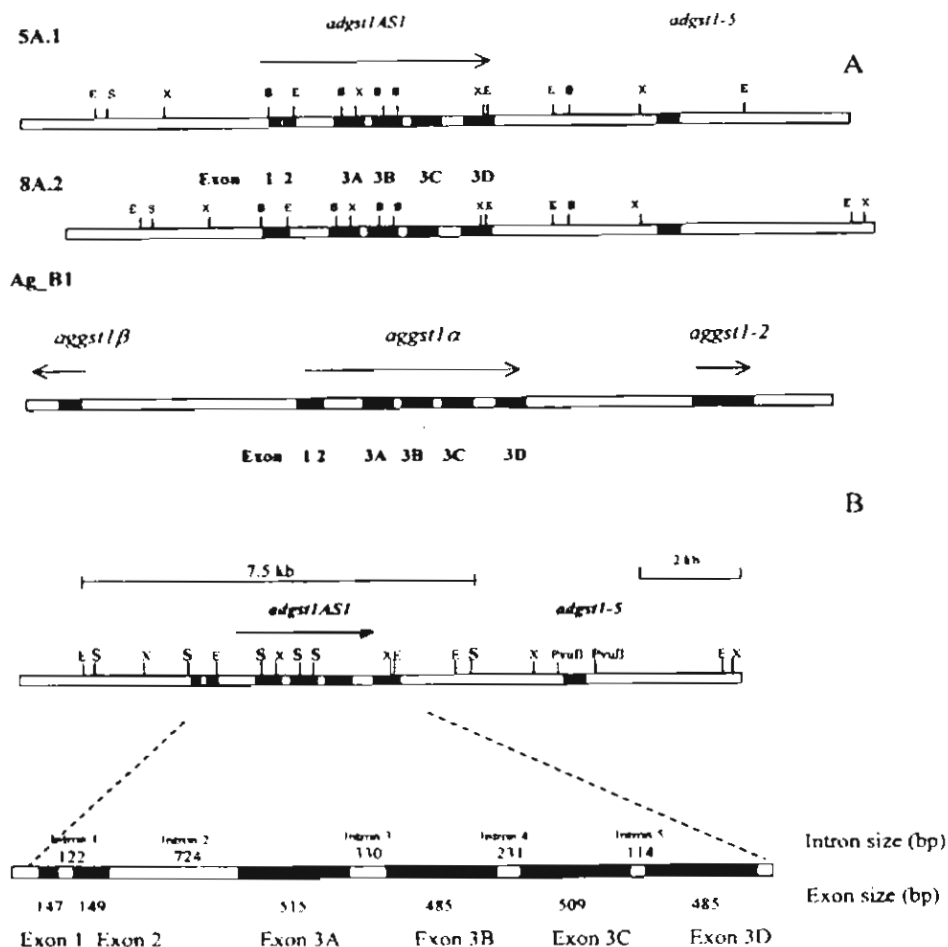 adgst1AS1 adgst1-5
5A.1
A
E S X B E B X B B X E E B X E
Exon 1 2 3A 3B 3C 3D
8A.2
E S X B E B X B B X E E B X E X
Ag_B1
aggst1β aggst1α aggst1-2
Exon 1 2 3A 3B 3C 3D
B
7.5 kb 2 kb
adgst1AS1 adgst1-5
E S X S E S X S S X E E S X PvuII PvuII E X
Intron 1 Intron 2 Intron 3 Intron 4 Intron 5 Intron size (bp)
122 724 330 231 114
147 149 515 485 509 485 Exon size (bp)
Exon 1 Exon 2 Exon 3A Exon 3B Exon 3C Exon 3D